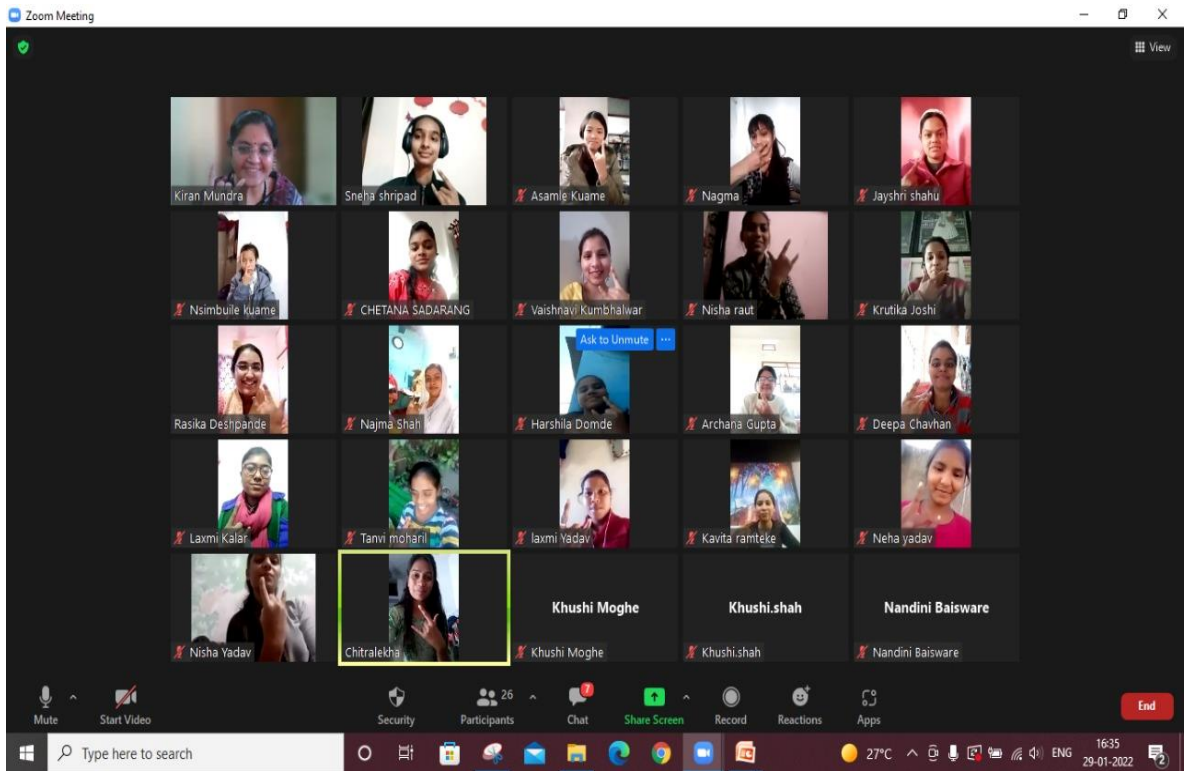 Zoom Meeting
View
Kiran Mundra
Sneha shripad
Asamle Kuame
Nagma
Jayshri shahu
Nsimbuile kuame
CHETANA SADARANG
Vaishnavi Kumbhalwar
Nisha raut
Krutika Joshi
Ask to Unmute ...
Rasika Deshpande
Najma Shah
Harshila Domde
Archana Gupta
Deepa Chavhan
Laxmi Kalar
Tanvi moharil
laxmi Yadav
Kavita ramteke
Neha yadav
Khushi Moghe
Khushi.shah
Nandini Baisware
Nisha Yadav
Chitralekha
Khushi Moghe
Khushi.shah
Nandini Baisware
Mute
Start Video
Security
Participants 26
Chat 7
Share Screen
Record
Reactions
Apps
End
Type here to search
27°C
ENG
16:35
29-01-2022
2